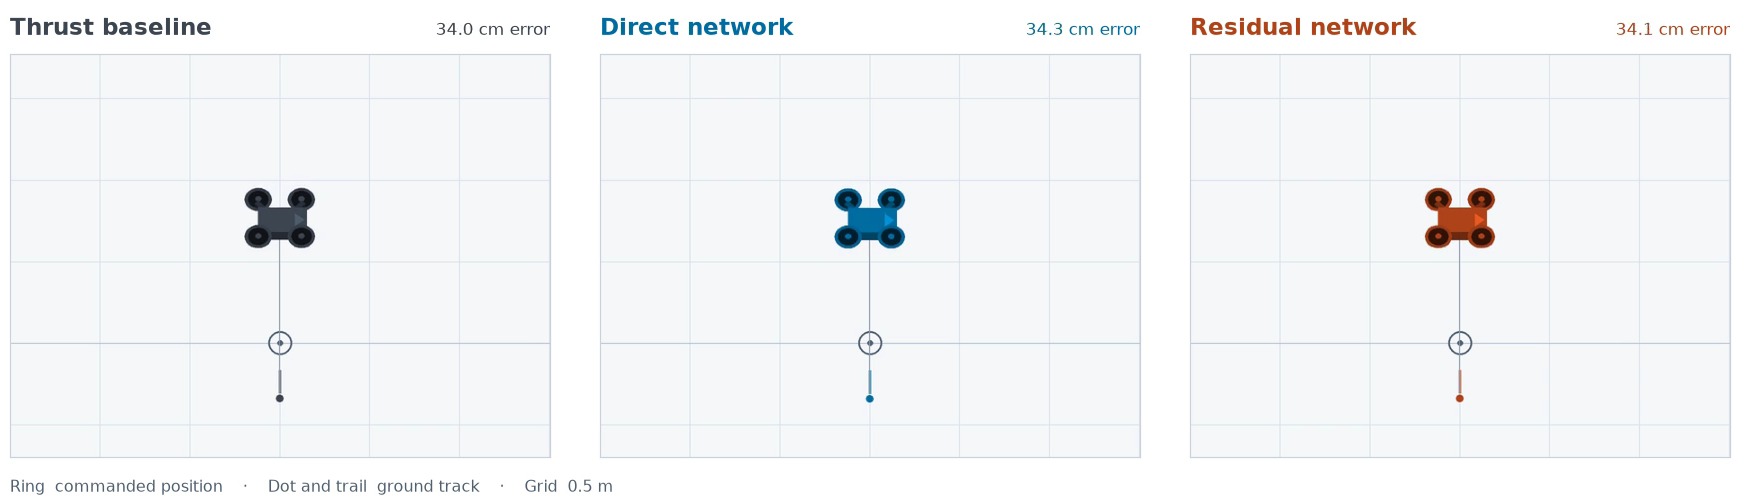 Thrust baseline 34.0 cm error
Direct network 34.3 cm error
Residual network 34.1 cm error
Ring commanded position · Dot and trail ground track · Grid 0.5 m